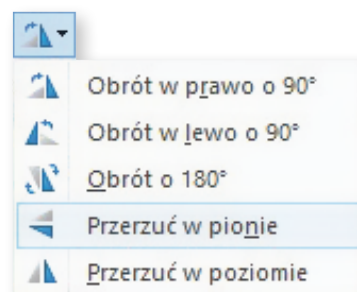 Obrót w prawo o 90°
Obrót w lewo o 90°
Obrót o 180°
Przerzuć w pionie
Przerzuć w poziomie